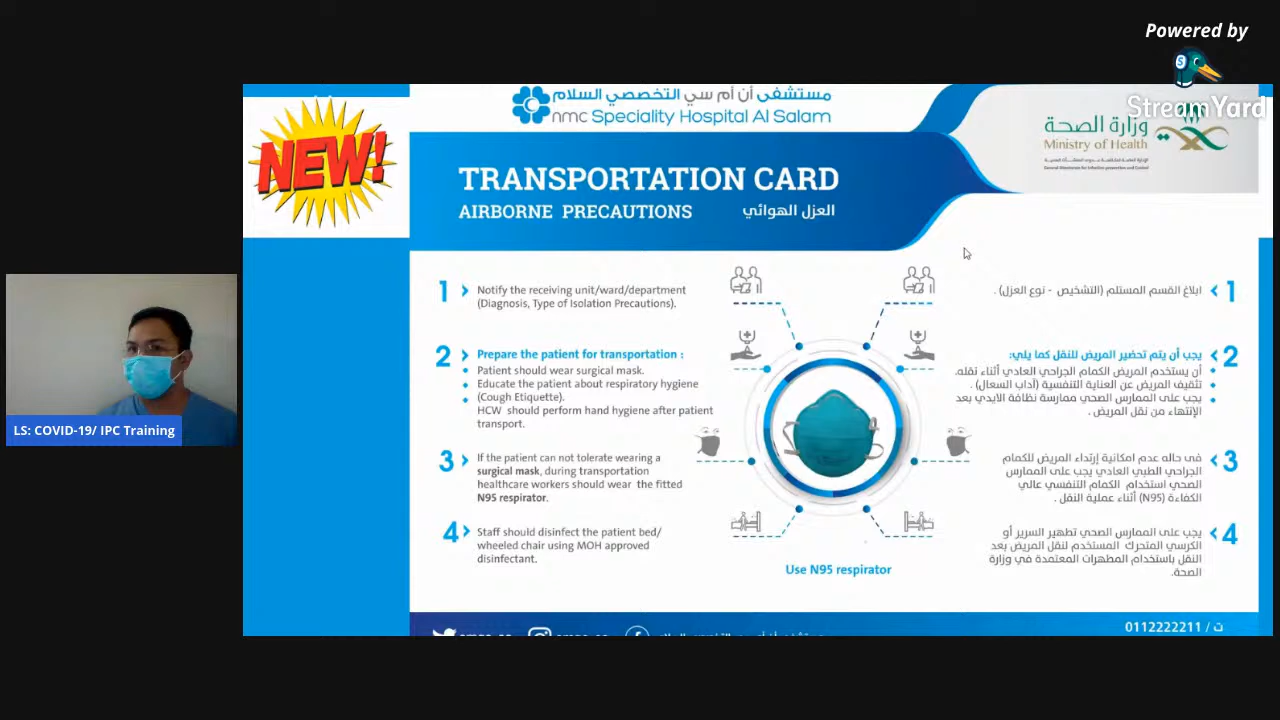 Powered by
StreamYard
NEW!
مستشفى أن أم سي التخصصي السلام
nmc Speciality Hospital Al Salam
وزارة الصحة
Ministry of Health
TRANSPORTATION CARD
AIRBORNE PRECAUTIONS
العزل الهوائي
1
Notify the receiving unit/ward/department
(Diagnosis, Type of Isolation Precautions).
2
Prepare the patient for transportation :
Patient should wear surgical mask.
Educate the patient about respiratory hygiene
(Cough Etiquette).
HCW should perform hand hygiene after patient
transport.
3
If the patient can not tolerate wearing a
surgical mask, during transportation
healthcare workers should wear the fitted
N95 respirator.
4
Staff should disinfect the patient bed/
wheeled chair using MOH approved
disinfectant.
Use N95 respirator
1
ابلاغ القسم المستلم (التشخيص - نوع العزل) .
2
يجب أن يتم تحضير المريض للنقل كما يلي:
أن يستخدم المريض الكمام الجراحي العادي أثناء نقله.
تثقيف المريض عن العناية التنفسية (آداب السعال) .
يجب على الممارس الصحي ممارسة نظافة الايدي بعد
الإنتهاء من نقل المريض .
3
في حاله عدم امكانية إرتداء المريض للكمام
الجراحي الطبي العادي يجب على الممارس
الصحي استخدام الكمام التنفسي عالي
الكفاءة (N95) أثناء عملية النقل .
4
يجب على الممارس الصحي تطهير السرير أو
الكرسي المتحرك المستخدم لنقل المريض بعد
النقل باستخدام المطهرات المعتمدة في وزارة
الصحة.
ت / 0112222211
LS: COVID-19/ IPC Training